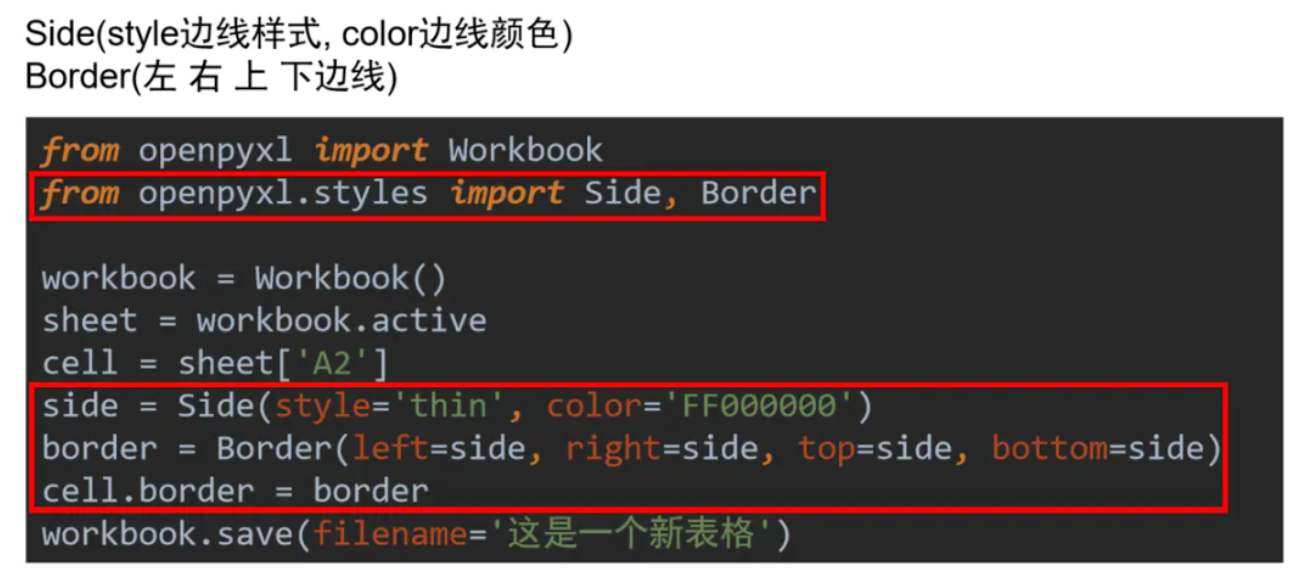 Side(style边线样式, color边线颜色)
Border(左 右 上 下边线)
from openpyxl import Workbook
from openpyxl.styles import Side, Border
workbook = Workbook()
sheet = workbook.active
cell = sheet['A2']
side = Side(style='thin', color='FF000000')
border = Border(left=side, right=side, top=side, bottom=side)
cell.border = border
workbook.save(filename='这是一个新表格')